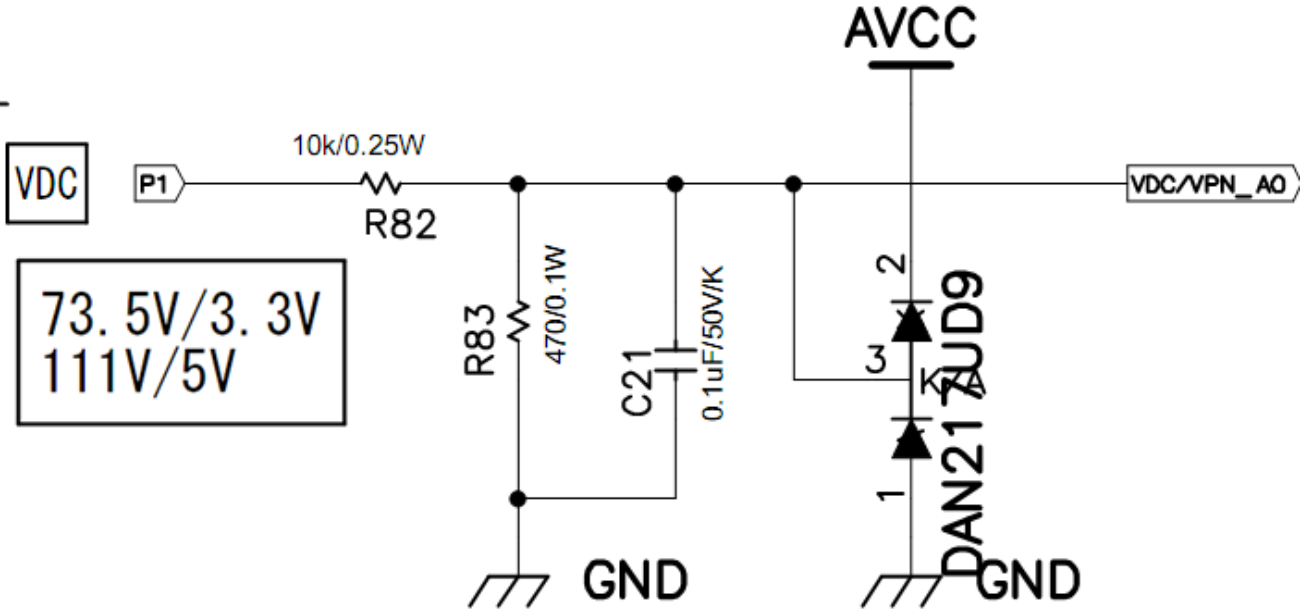 AVCC
10k/0.25W
VDC
P1
VDC/VPN_A0
R82
73.5V/3.3V
111V/5V
R83
470/0.1W
C21
0.1uF/50V/K
2
3
K/A
1
DAN217UD9
GND
GND